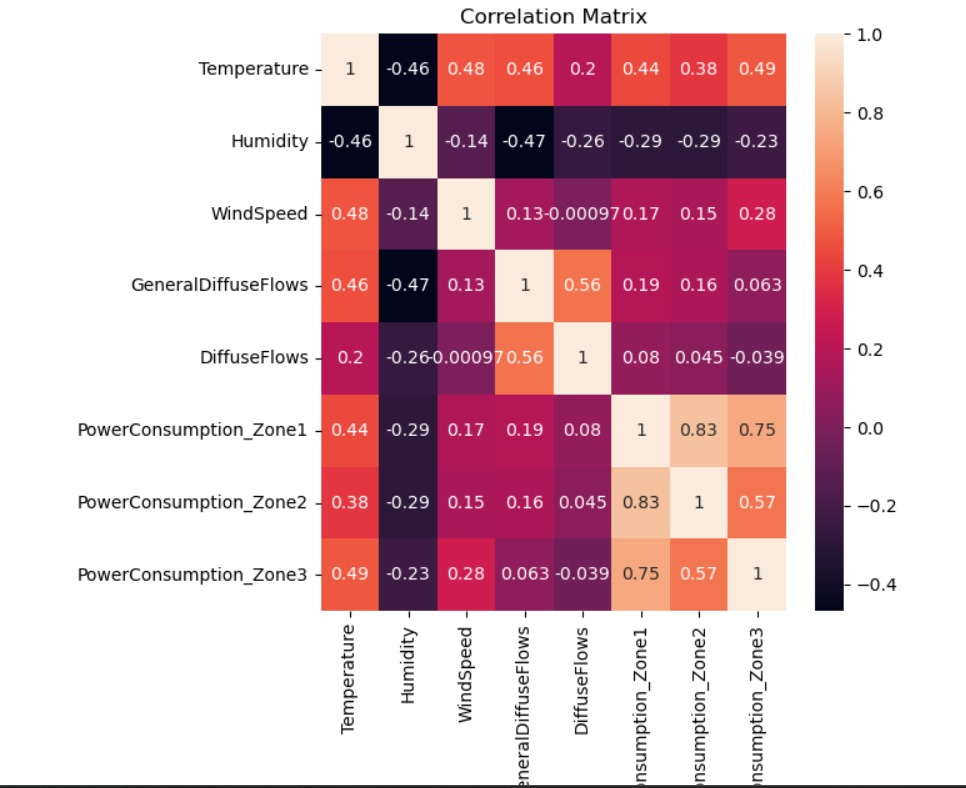 Correlation Matrix
Temperature 1 -0.46 0.48 0.46 0.2 0.44 0.38 0.49
Humidity -0.46 1 -0.14 -0.47 -0.26 -0.29 -0.29 -0.23
WindSpeed 0.48 -0.14 1 0.13 -0.00097 0.17 0.15 0.28
GeneralDiffuseFlows 0.46 -0.47 0.13 1 0.56 0.19 0.16 0.063
DiffuseFlows 0.2 -0.26 -0.00097 0.56 1 0.08 0.045 -0.039
PowerConsumption_Zone1 0.44 -0.29 0.17 0.19 0.08 1 0.83 0.75
PowerConsumption_Zone2 0.38 -0.29 0.15 0.16 0.045 0.83 1 0.57
PowerConsumption_Zone3 0.49 -0.23 0.28 0.063 -0.039 0.75 0.57 1
Temperature
Humidity
WindSpeed
eneralDiffuseFlows
DiffuseFlows
onsumption_Zone1
onsumption_Zone2
onsumption_Zone3
1.0
0.8
0.6
0.4
0.2
0.0
−0.2
−0.4